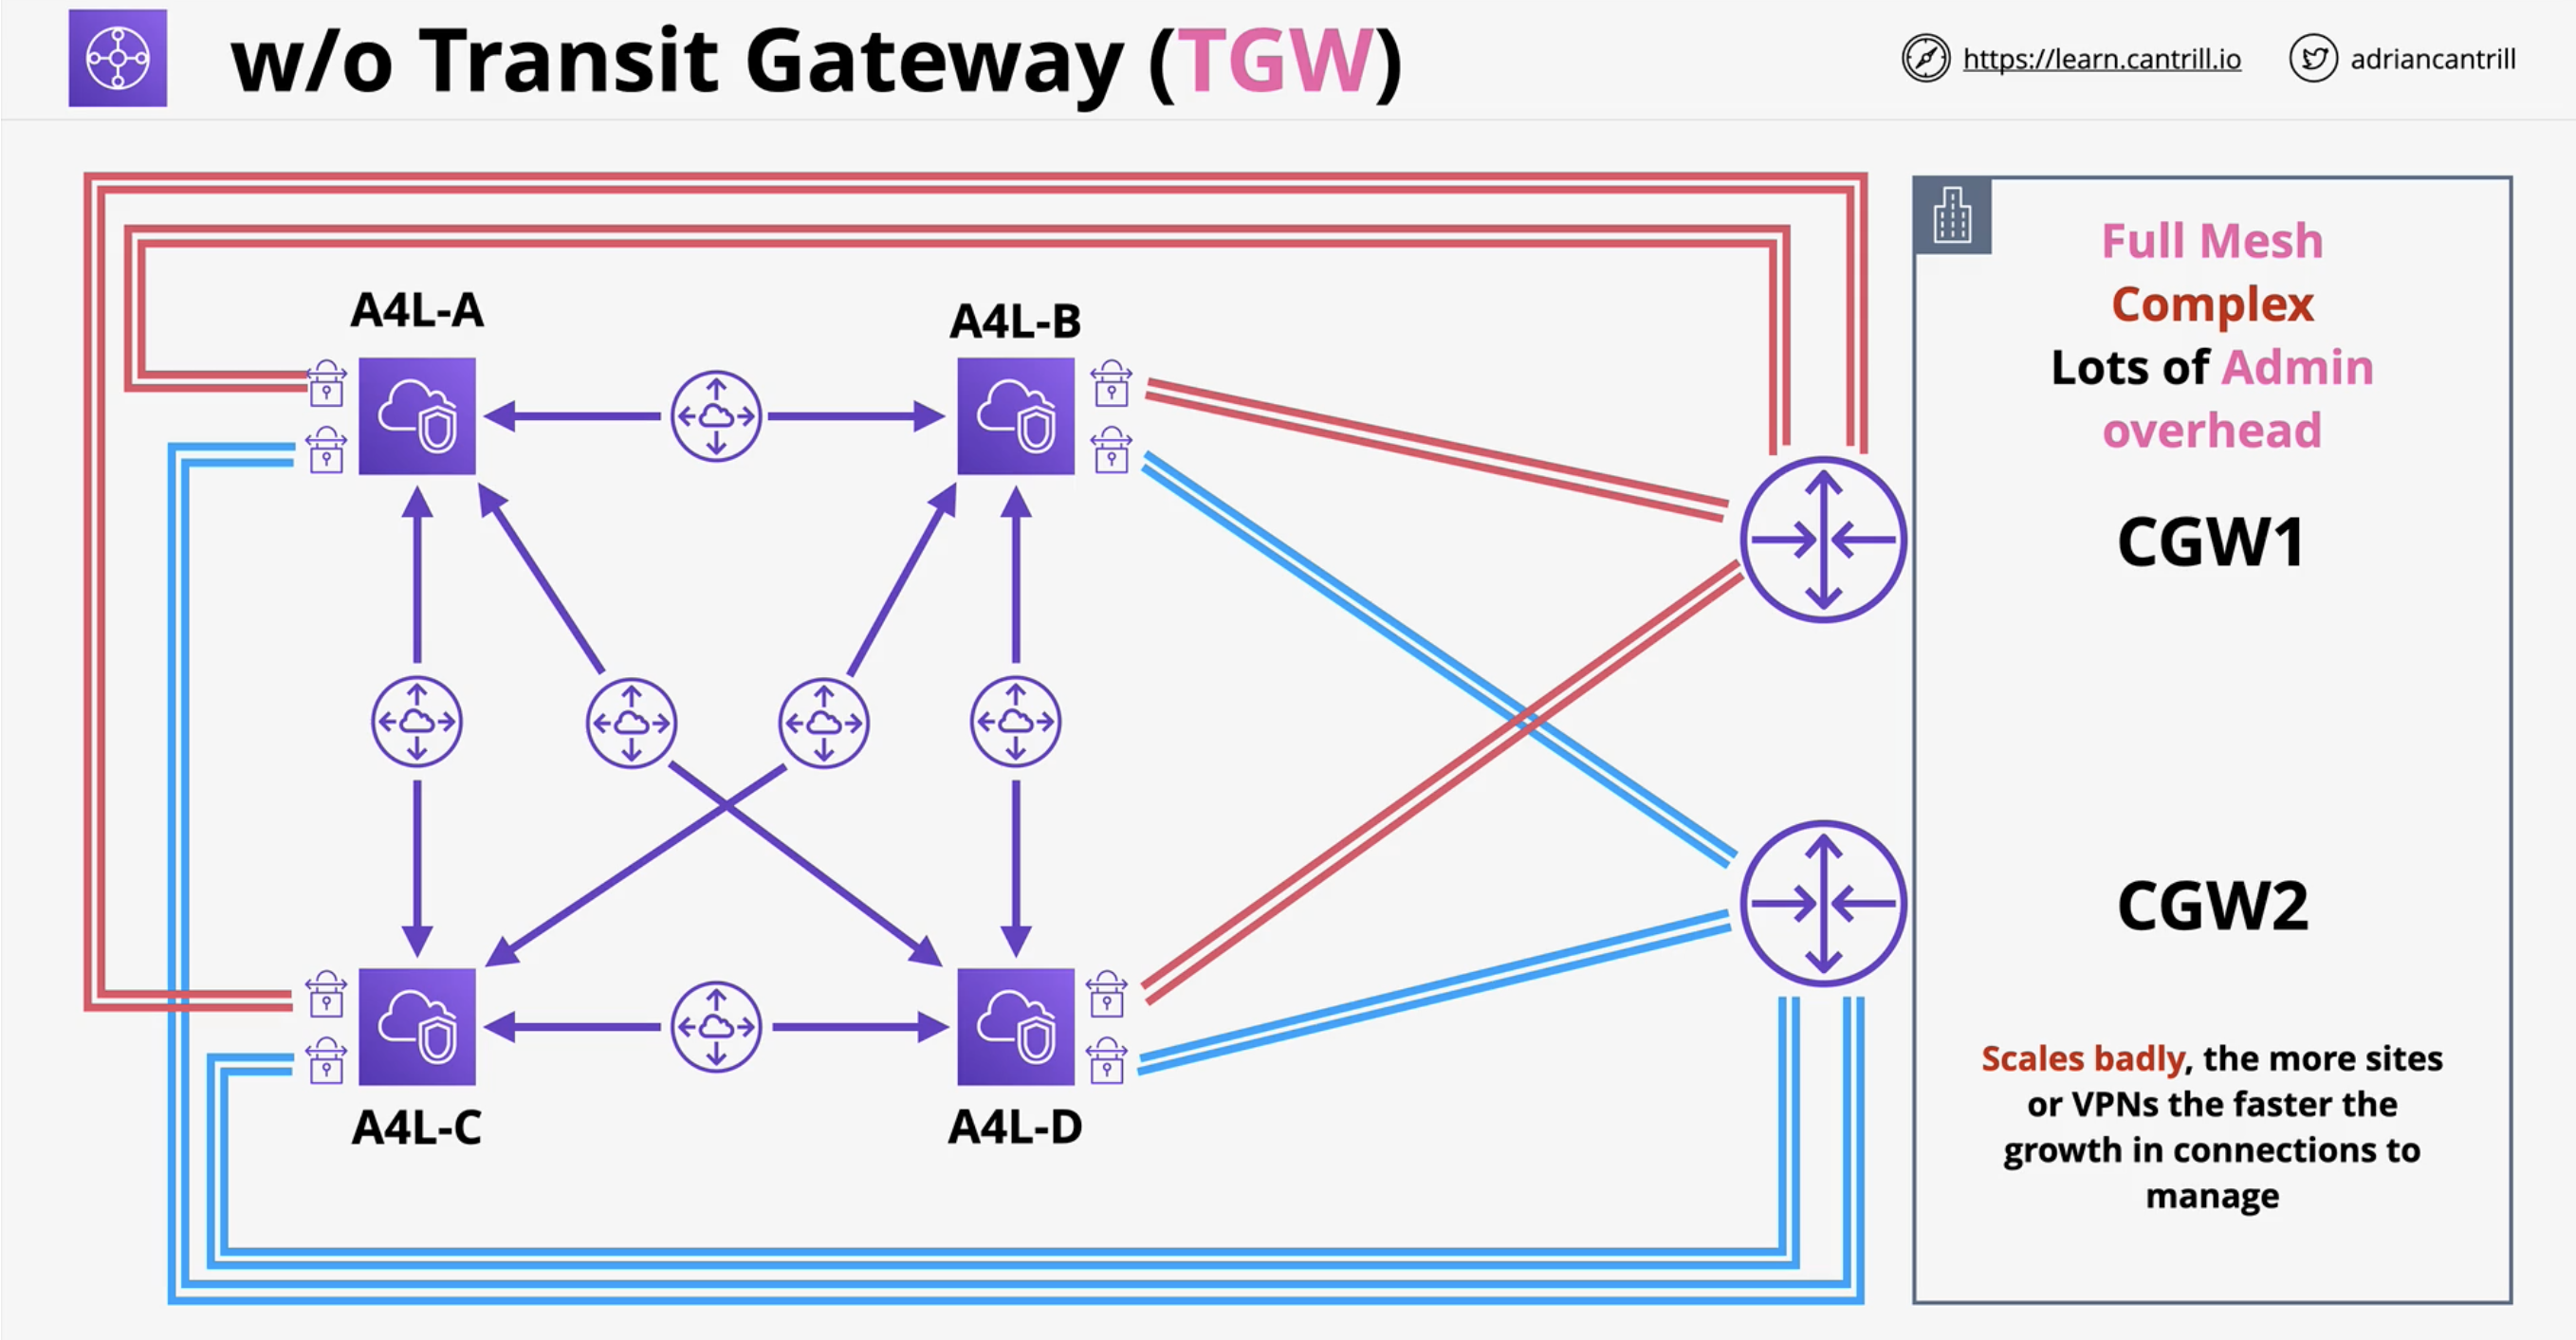 w/o Transit Gateway (TGW)
https://learn.cantrill.io
adriancantrill
A4L-A
A4L-B
A4L-C
A4L-D
Full Mesh
Complex
Lots of Admin
overhead
CGW1
CGW2
Scales badly, the more sites
or VPNs the faster the
growth in connections to
manage